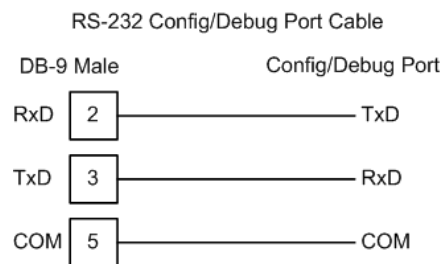 RS-232 Config/Debug Port Cable
DB-9 Male Config/Debug Port
RxD 2 TxD
TxD 3 RxD
COM 5 COM